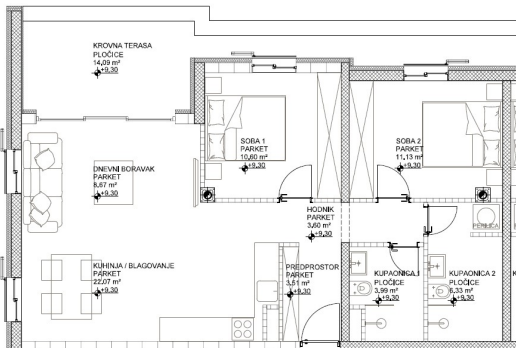 KROVNA TERASA
PLOČICE
14,09 m²
+9,30
SOBA 1
PARKET
10,60 m²
+9,30
SOBA 2
PARKET
11,13 m²
+9,30
DNEVNI BORAVAK
PARKET
8,67 m²
+9,30
HODNIK
PARKET
3,60 m²
+9,30
PERILICA
KUHINJA / BLAGOVANJE
PARKET
22,07 m²
+9,30
PREDPROSTOR
PARKET
3,51 m²
+9,30
KUPAONICA 1
PLOČICE
3,99 m²
+9,30
KUPAONICA 2
PLOČICE
6,33 m²
+9,30
K